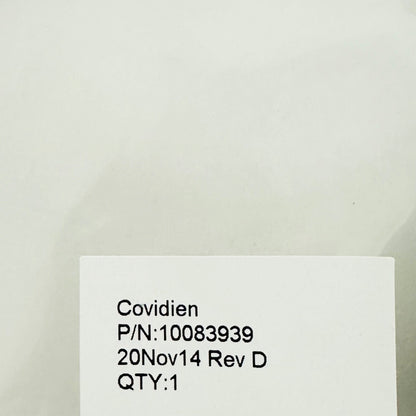 Covidien
P/N:10083939
20Nov14 Rev D
QTY:1